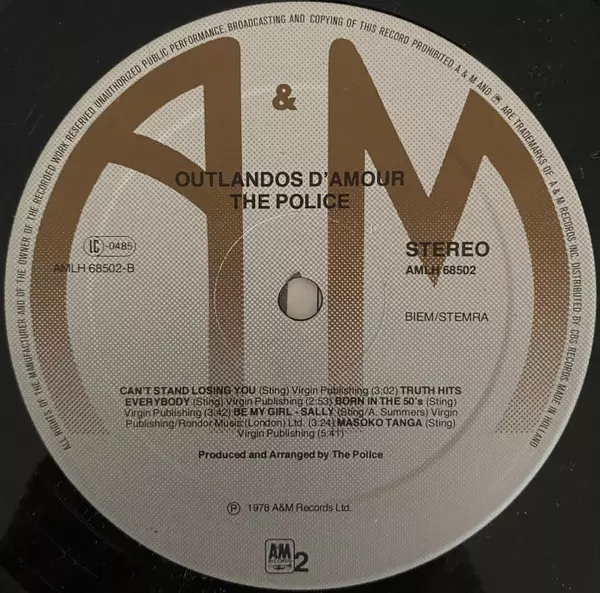 ALL RIGHTS OF THE MANUFACTURER AND OF THE OWNER OF THE RECORDED WORK RESERVED UNAUTHORIZED PUBLIC PERFORMANCE, BROADCASTING AND COPYING OF THIS RECORD PROHIBITED. A & M AND ARE TRADEMARKS OF A & M RECORDS INC. DISTRIBUTED BY CBS RECORDS MADE IN HOLLAND
A & M
OUTLANDOS D'AMOUR
THE POLICE
LC-0485
AMLH 68502-B
STEREO
AMLH 68502
BIEM/STEMRA
CAN'T STAND LOSING YOU (Sting) Virgin Publishing (3:02) TRUTH HITS
EVERYBODY (Sting) Virgin Publishing (2:53) BORN IN THE 50's (Sting)
Virgin Publishing (3:42) BE MY GIRL - SALLY (Sting/A. Summers) Virgin
Publishing/Rondor Music (London) Ltd. (3:24) MASOKO TANGA (Sting)
Virgin Publishing (5:41)
Produced and Arranged by The Police
℗ 1978 A&M Records Ltd.
AM
RECORDS
2